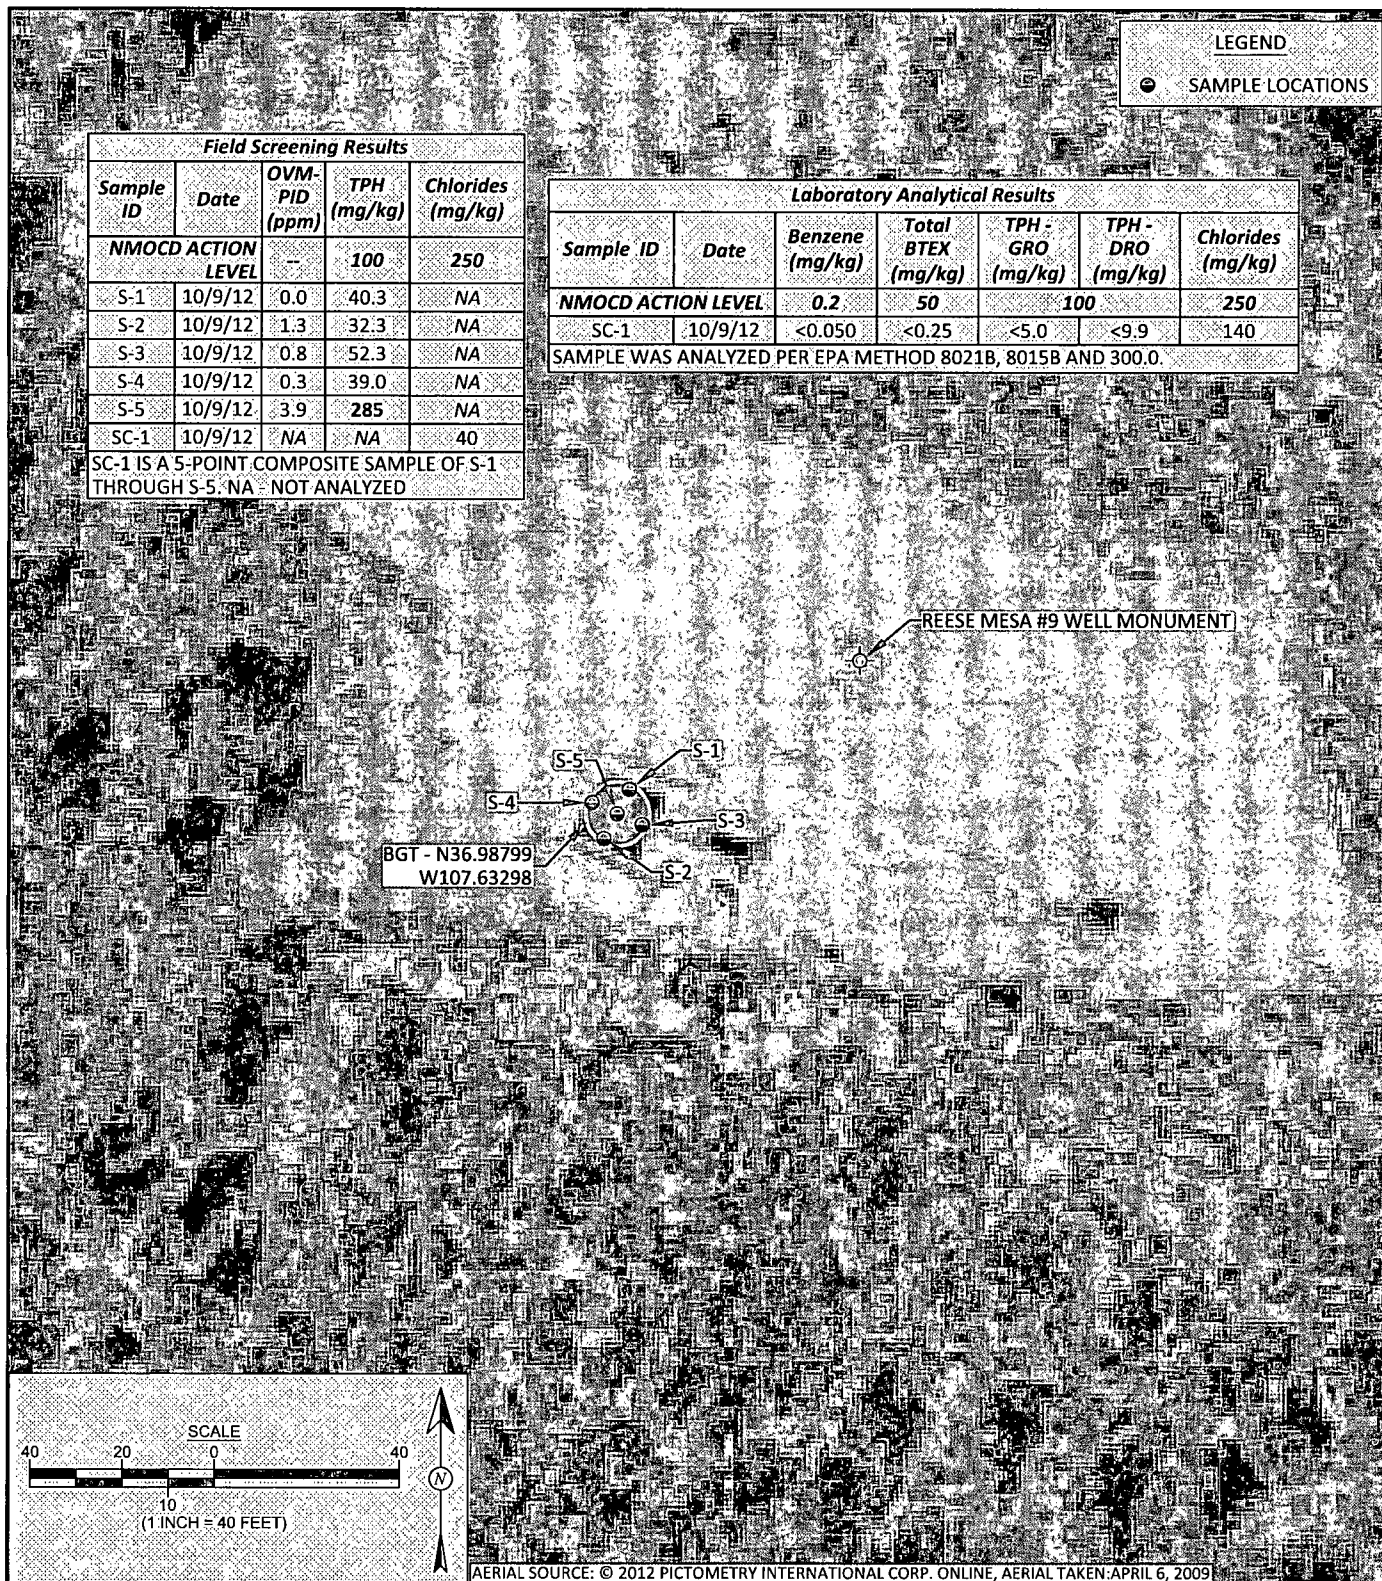 LEGEND
SAMPLE LOCATIONS
Field Screening Results
Sample ID Date OVM-PID (ppm) TPH (mg/kg) Chlorides (mg/kg)
NMOCD ACTION LEVEL -- 100 250
S-1 10/9/12 0.0 40.3 NA
S-2 10/9/12 1.3 32.3 NA
S-3 10/9/12 0.8 52.3 NA
S-4 10/9/12 0.3 39.0 NA
S-5 10/9/12 3.9 285 NA
SC-1 10/9/12 NA NA 40
SC-1 IS A 5-POINT COMPOSITE SAMPLE OF S-1
THROUGH S-5. NA - NOT ANALYZED
Laboratory Analytical Results
Sample ID Date Benzene (mg/kg) Total BTEX (mg/kg) TPH - GRO (mg/kg) TPH - DRO (mg/kg) Chlorides (mg/kg)
NMOCD ACTION LEVEL 0.2 50 100 250
SC-1 10/9/12 <0.050 <0.25 <5.0 <9.9 140
SAMPLE WAS ANALYZED PER EPA METHOD 8021B, 8015B AND 300.0.
REESE MESA #9 WELL MONUMENT
S-1
S-5
S-4
S-3
BGT - N36.98799
W107.63298
S-2
SCALE
40 20 0 40
10
(1 INCH = 40 FEET)
N
AERIAL SOURCE: © 2012 PICTOMETRY INTERNATIONAL CORP. ONLINE, AERIAL TAKEN:APRIL 6, 2009